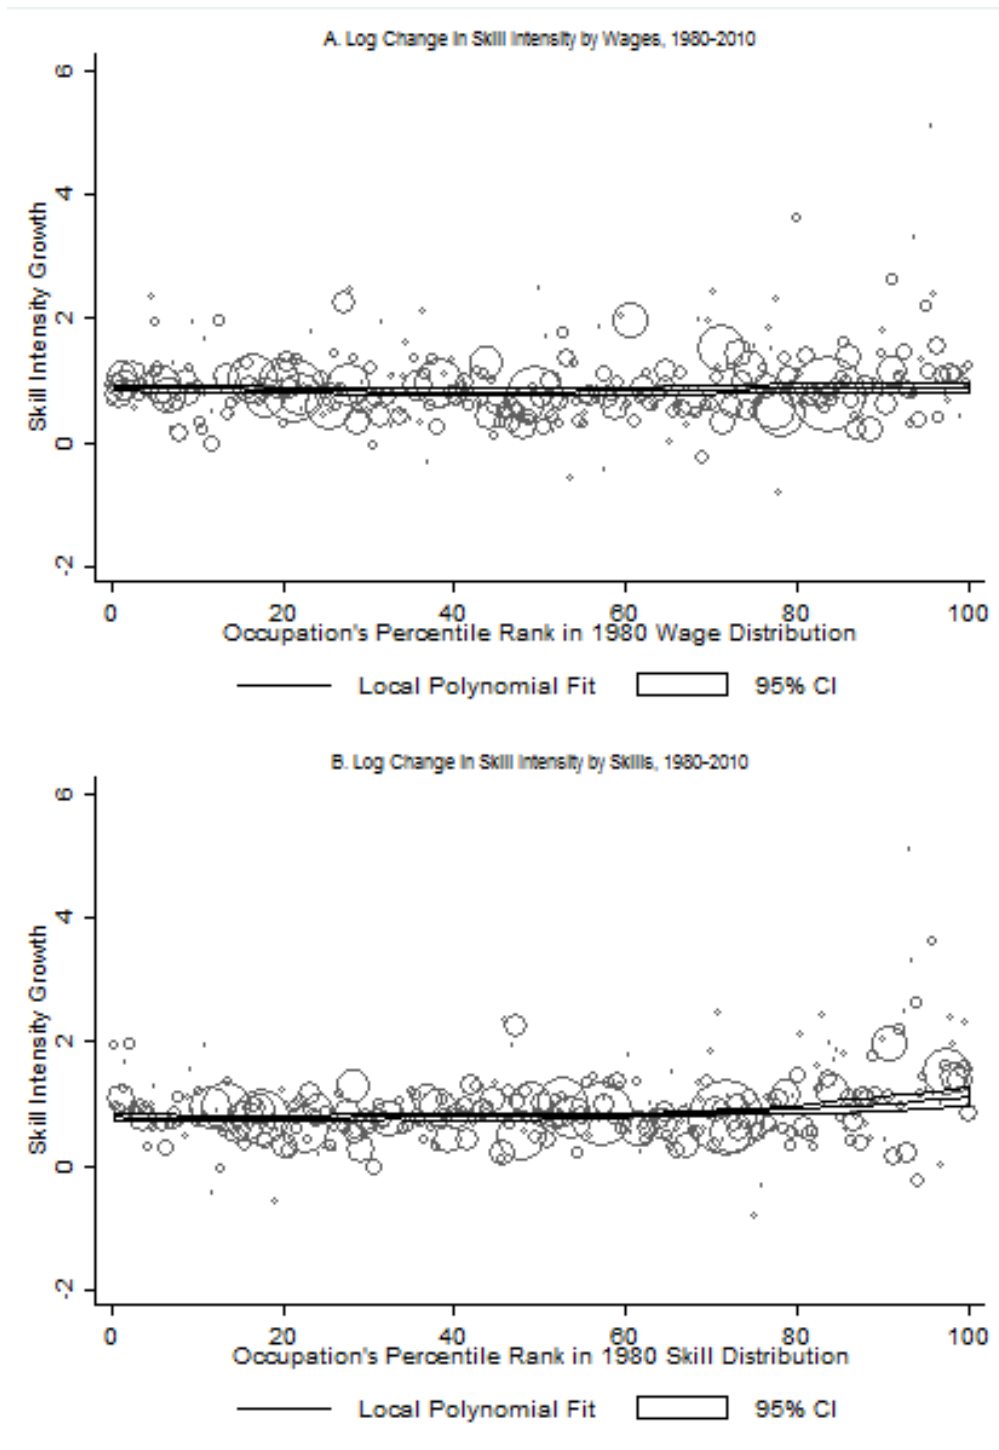 A. Log Change in Skill Intensity by Wages, 1980-2010
6
4
2
0
-2
Skill Intensity Growth
0 20 40 60 80 100
Occupation's Percentile Rank in 1980 Wage Distribution
Local Polynomial Fit 95% CI
B. Log Change in Skill Intensity by Skills, 1980-2010
6
4
2
0
-2
Skill Intensity Growth
0 20 40 60 80 100
Occupation's Percentile Rank in 1980 Skill Distribution
Local Polynomial Fit 95% CI